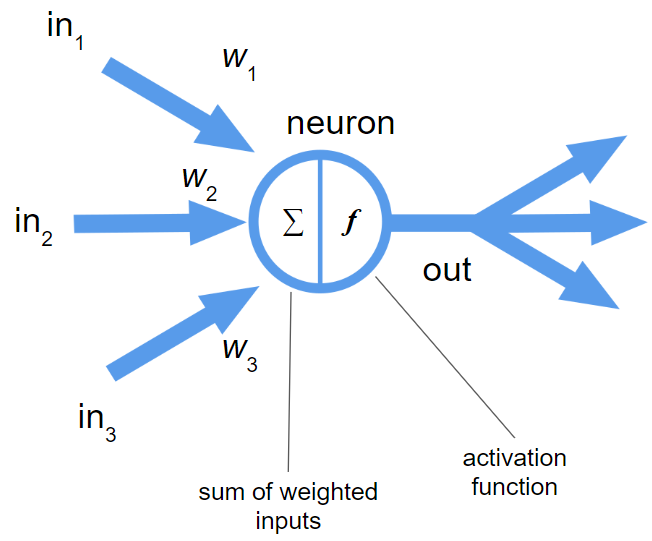 in₁
w₁
neuron
w₂
in₂
∑ f
out
w₃
in₃
activation
function
sum of weighted
inputs